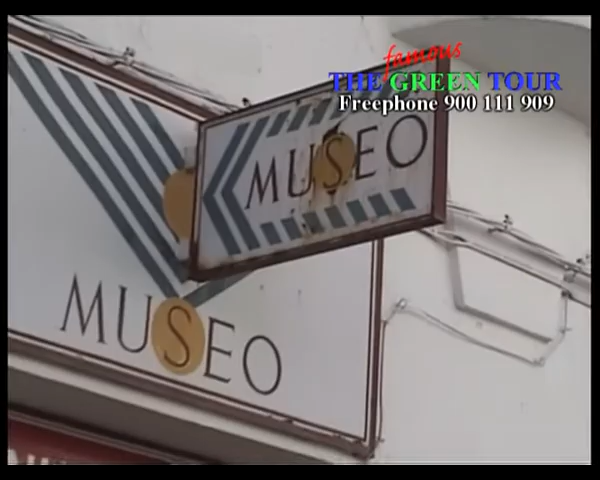 famous
THE GREEN TOUR
Freephone 900 111 909
MUSEO
MUSEO